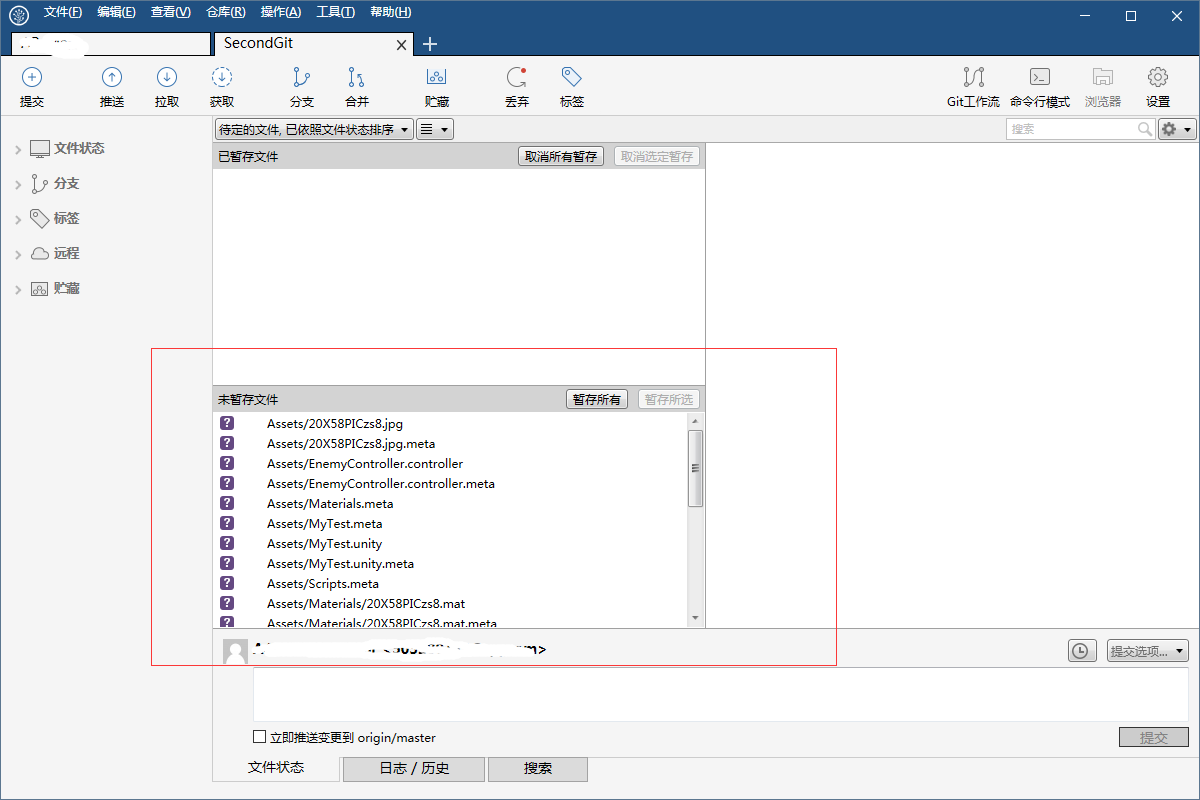 文件(F) 编辑(E) 查看(V) 仓库(R) 操作(A) 工具(T) 帮助(H)
SecondGit
提交 推送 拉取 获取 分支 合并 贮藏 丢弃 标签 Git工作流 命令行模式 浏览器 设置
待定的文件, 已依照文件状态排序 搜索
文件状态
分支
标签
远程
贮藏
已暂存文件 取消所有暂存 取消选定暂存
未暂存文件 暂存所有 暂存所选
Assets/20X58PICzs8.jpg
Assets/20X58PICzs8.jpg.meta
Assets/EnemyController.controller
Assets/EnemyController.controller.meta
Assets/Materials.meta
Assets/MyTest.meta
Assets/MyTest.unity
Assets/MyTest.unity.meta
Assets/Scripts.meta
Assets/Materials/20X58PICzs8.mat
Assets/Materials/20X58PICzs8.mat.meta
提交选项...
立即推送变更到 origin/master 提交
文件状态 日志 / 历史 搜索